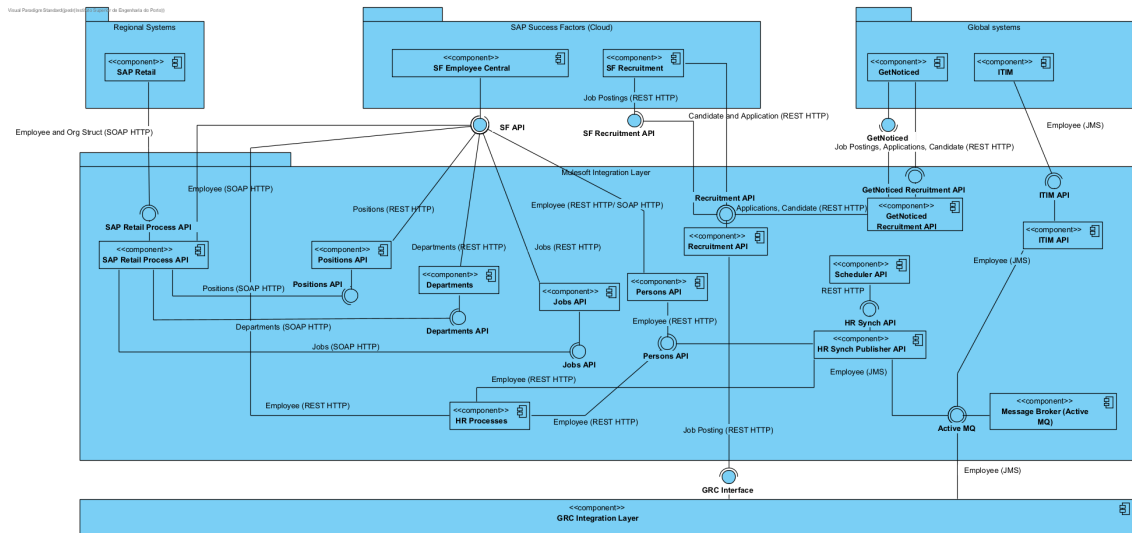 Regional Systems
SAP Success Factors (Cloud)
Global systems
<<component>>
SAP Retail
<<component>>
SF Employee Central
<<component>>
SF Recruitment
<<component>>
GetNoticed
<<component>>
ITIM
Job Postings (REST HTTP)
Candidate and Application (REST HTTP)
Employee and Org Struct (SOAP HTTP)
SF API
SF Recruitment API
GetNoticed
Employee (JMS)
Job Postings, Applications, Candidate (REST HTTP)
Mulesoft Integration Layer
Employee (SOAP HTTP)
Positions (REST HTTP)
Employee (REST HTTP/ SOAP HTTP)
Recruitment API
Applications, Candidate (REST HTTP)
GetNoticed Recruitment API
ITIM API
SAP Retail Process API
<<component>>
SAP Retail Process API
<<component>>
Positions API
Departments (REST HTTP)
Jobs (REST HTTP)
<<component>>
Recruitment API
<<component>>
GetNoticed
Recruitment API
<<component>>
ITIM API
Employee (JMS)
<<component>>
Scheduler API
<<component>>
Departments
<<component>>
Jobs API
<<component>>
Persons API
Positions (SOAP HTTP)
Positions API
REST HTTP
HR Synch API
Departments (SOAP HTTP)
Departments API
Employee (REST HTTP)
<<component>>
HR Synch Publisher API
Jobs (SOAP HTTP)
Jobs API
Persons API
Employee (JMS)
Employee (REST HTTP)
Employee (REST HTTP)
<<component>>
HR Processes
Employee (REST HTTP)
Job Posting (REST HTTP)
Active MQ
<<component>>
Message Broker (Active
MQ)
Employee (JMS)
GRC Interface
<<component>>
GRC Integration Layer